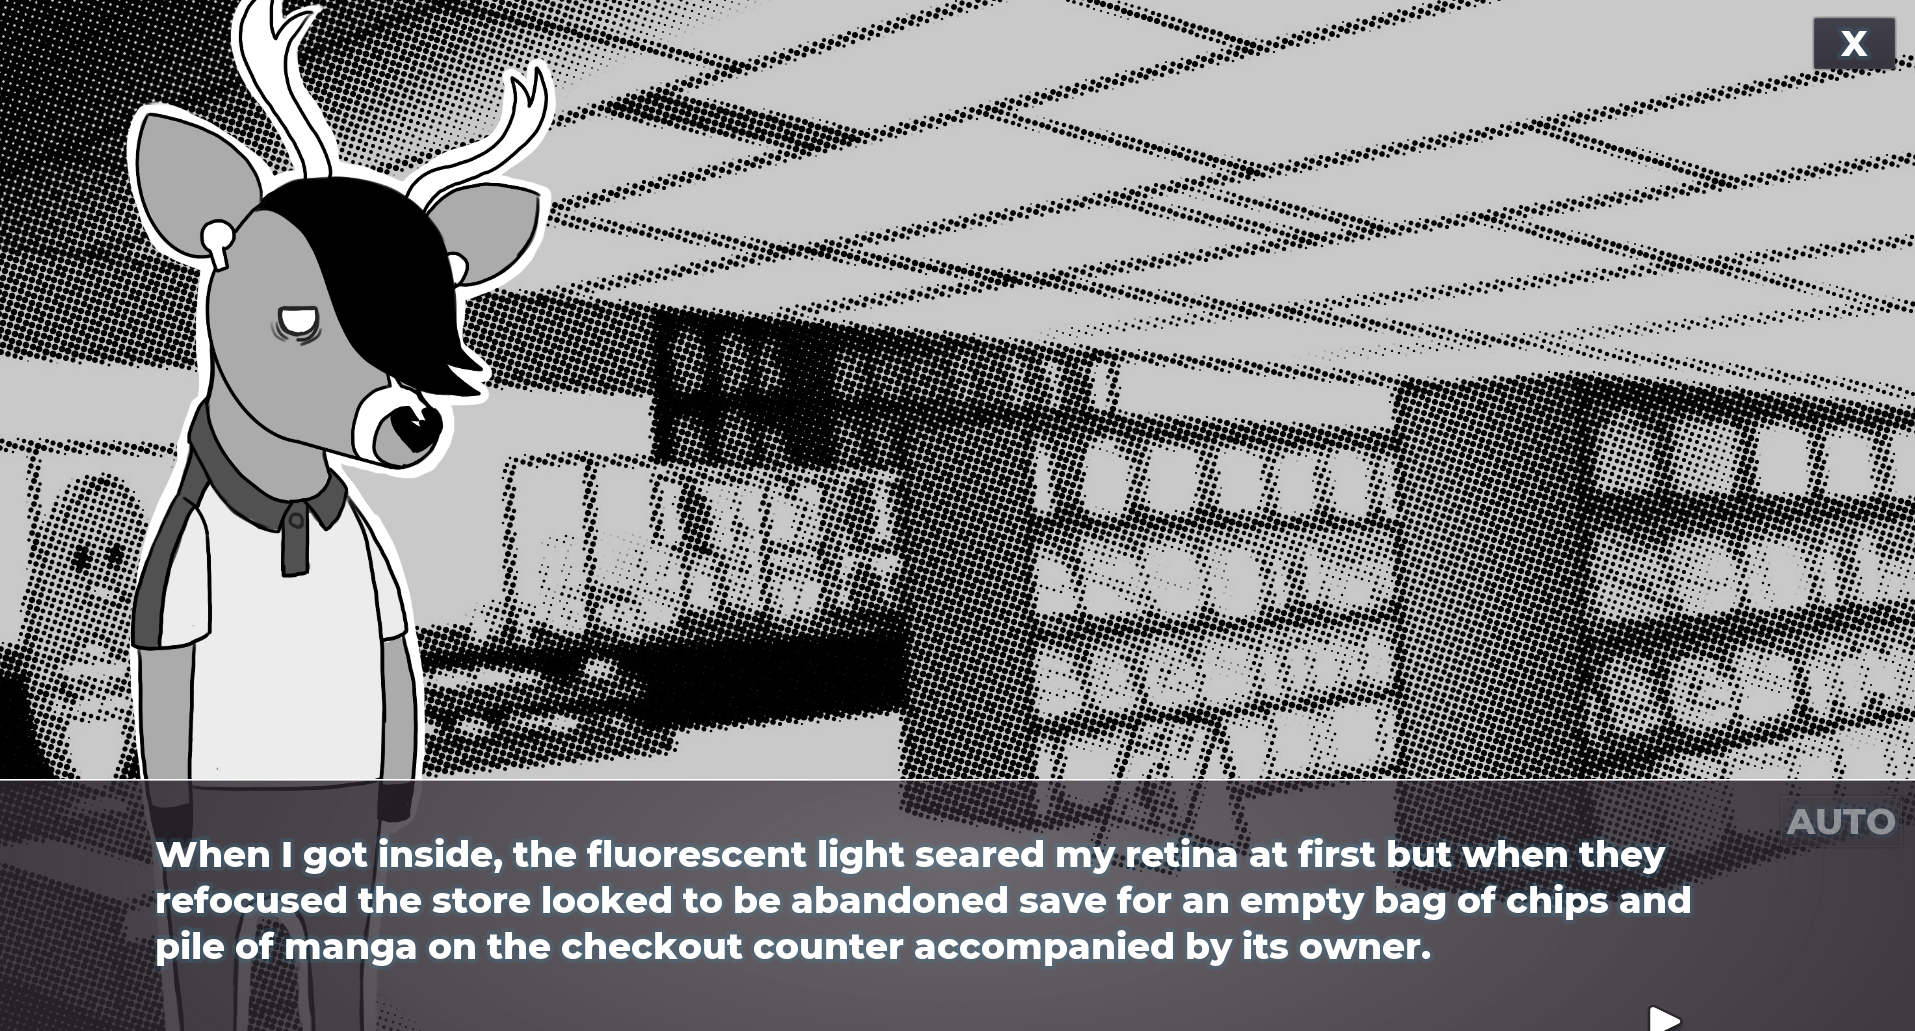 X
AUTO
When I got inside, the fluorescent light seared my retina at first but when they
refocused the store looked to be abandoned save for an empty bag of chips and
pile of manga on the checkout counter accompanied by its owner.